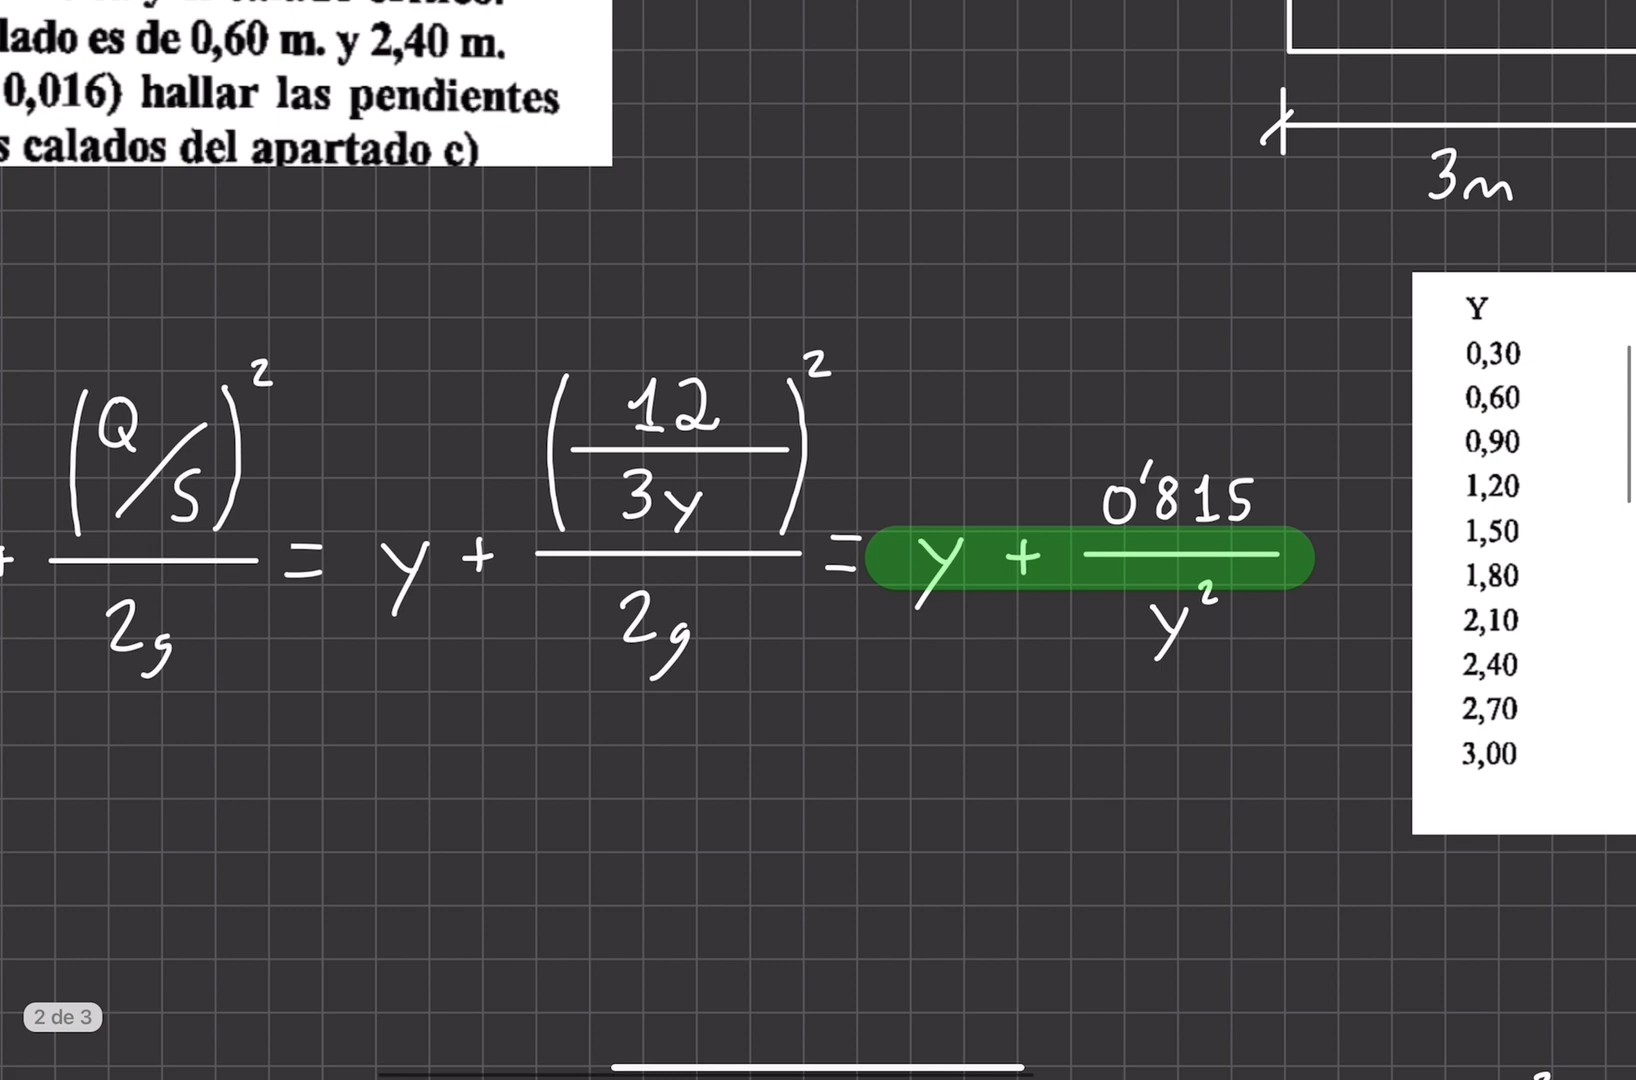 lado es de 0,60 m. y 2,40 m.
0,016) hallar las pendientes
s calados del apartado c)
3m
+ (Q/S)² / 2g = y + (12 / 3y)² / 2g = y + 0'815 / y²
Y
0,30
0,60
0,90
1,20
1,50
1,80
2,10
2,40
2,70
3,00
2 de 3